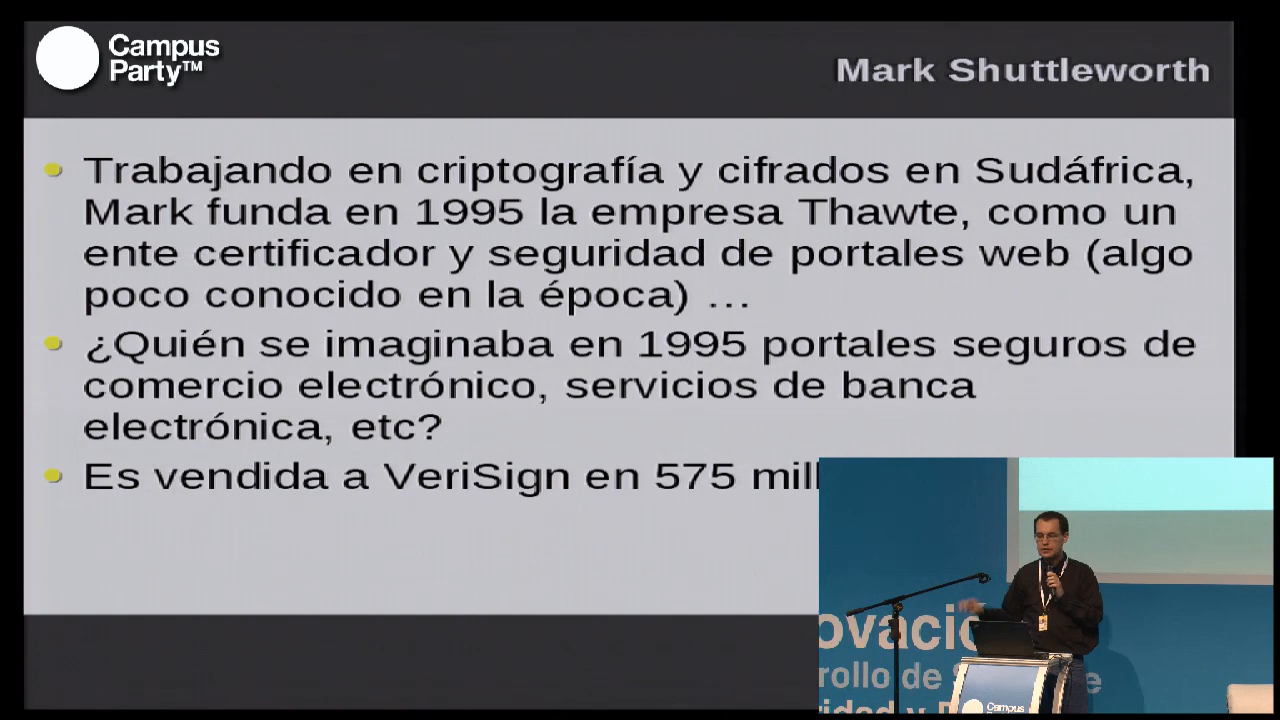 Campus
Party™
Mark Shuttleworth
Trabajando en criptografía y cifrados en Sudáfrica,
Mark funda en 1995 la empresa Thawte, como un
ente certificador y seguridad de portales web (algo
poco conocido en la época) ...
¿Quién se imaginaba en 1995 portales seguros de
comercio electrónico, servicios de banca
electrónica, etc?
Es vendida a VeriSign en 575 mill
ovació
rollo de S e
Campus